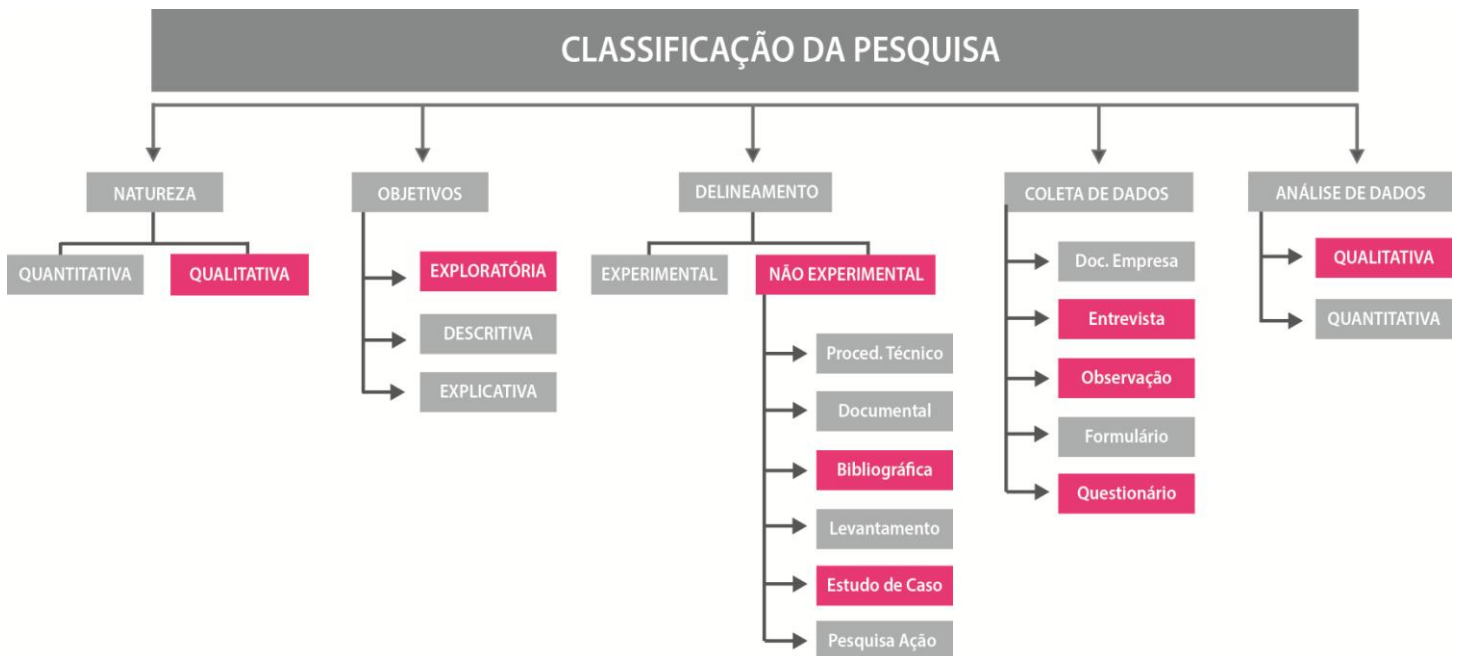 CLASSIFICAÇÃO DA PESQUISA
NATUREZA
QUANTITATIVA
QUALITATIVA
OBJETIVOS
EXPLORATÓRIA
DESCRITIVA
EXPLICATIVA
DELINEAMENTO
EXPERIMENTAL
NÃO EXPERIMENTAL
Proced. Técnico
Documental
Bibliográfica
Levantamento
Estudo de Caso
Pesquisa Ação
COLETA DE DADOS
Doc. Empresa
Entrevista
Observação
Formulário
Questionário
ANÁLISE DE DADOS
QUALITATIVA
QUANTITATIVA